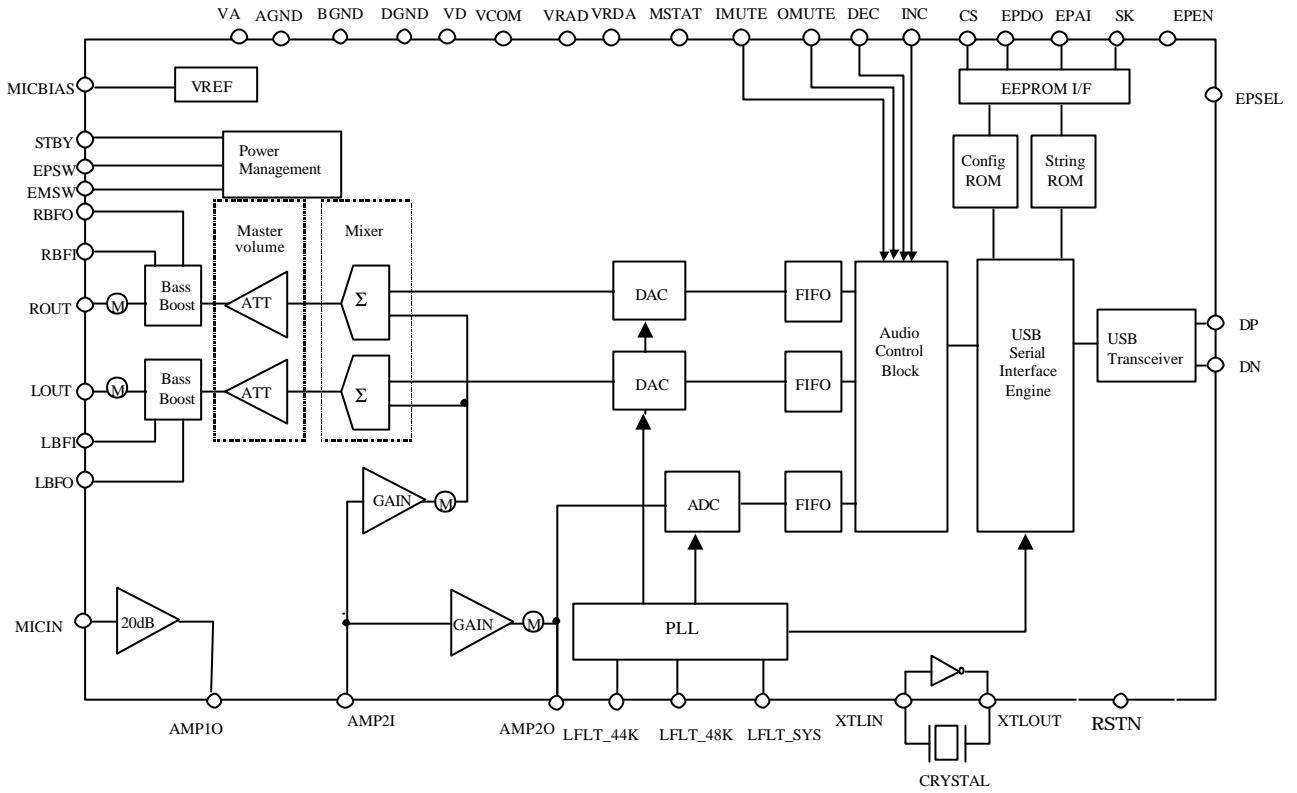 VA AGND BGND DGND VD VCOM VRAD VRDA MSTAT IMUTE OMUTE DEC INC CS EPDO EPAI SK EPEN
MICBIAS
VREF
EEPROM I/F
EPSEL
STBY
EPSW
EMSW
Power
Management
Config
ROM
String
ROM
RBFO
RBFI
ROUT
M
Bass
Boost
Master
volume
ATT
Mixer
Σ
DAC
FIFO
LOUT
M
Bass
Boost
ATT
Σ
DAC
FIFO
LBFI
LBFO
Audio
Control
Block
USB
Serial
Interface
Engine
USB
Transceiver
DP
DN
GAIN
M
ADC
FIFO
MICIN
20dB
GAIN
M
PLL
AMP1O
AMP2I
AMP2O
LFLT_44K
LFLT_48K
LFLT_SYS
XTLIN
XTLOUT
RSTN
CRYSTAL